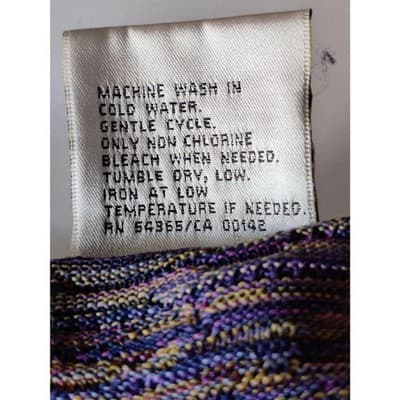 MACHINE WASH IN
COLD WATER.
GENTLE CYCLE.
ONLY NON CHLORINE
BLEACH WHEN NEEDED.
TUMBLE DRY, LOW.
IRON AT LOW
TEMPERATURE IF NEEDED.
RN 54365/CA 00142